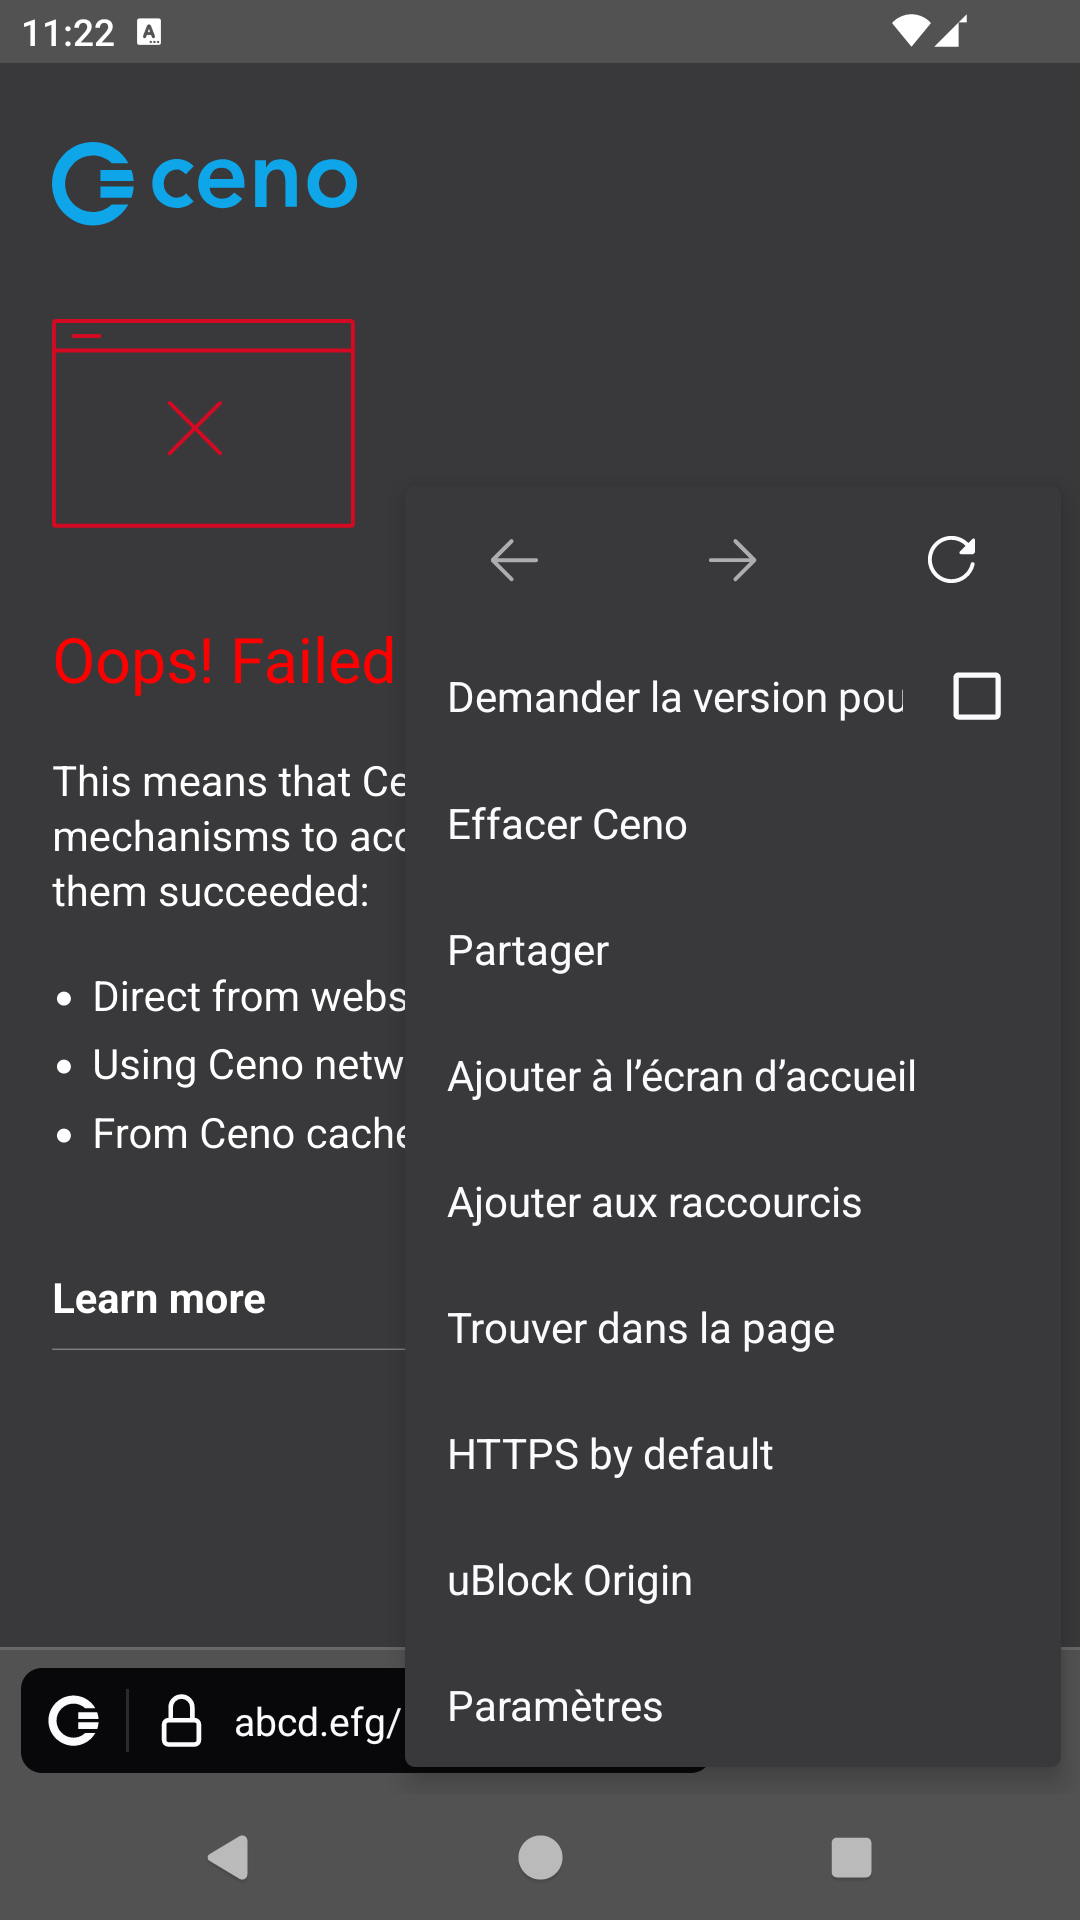 11:22
ceno
Oops! Failed
This means that Ce
mechanisms to acc
them succeeded:
Direct from webs
Using Ceno netw
From Ceno cache
Learn more
Demander la version pou
Effacer Ceno
Partager
Ajouter à l’écran d’accueil
Ajouter aux raccourcis
Trouver dans la page
HTTPS by default
uBlock Origin
Paramètres
abcd.efg/